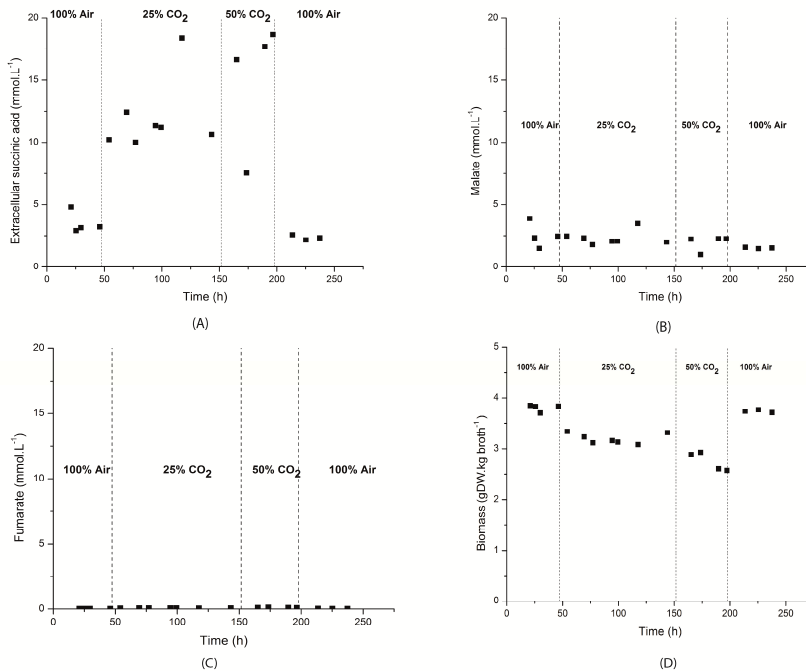 100% Air 25% CO2 50% CO2 100% Air
Extracellular succinic acid (mmol.L⁻¹)
20
15
10
5
0
0 50 100 150 200 250
Time (h)
(A)
Malate (mmol.L⁻¹)
20
15
10
5
0
100% Air 25% CO2 50% CO2 100% Air
0 50 100 150 200 250
Time (h)
(B)
Fumarate (mmol.L⁻¹)
20
15
10
5
0
100% Air 25% CO2 50% CO2 100% Air
0 50 100 150 200 250
Time (h)
(C)
Biomass (gDW.kg broth⁻¹)
5
4
3
2
1
0
100% Air 25% CO2 50% CO2 100% Air
0 50 100 150 200 250
Time (h)
(D)